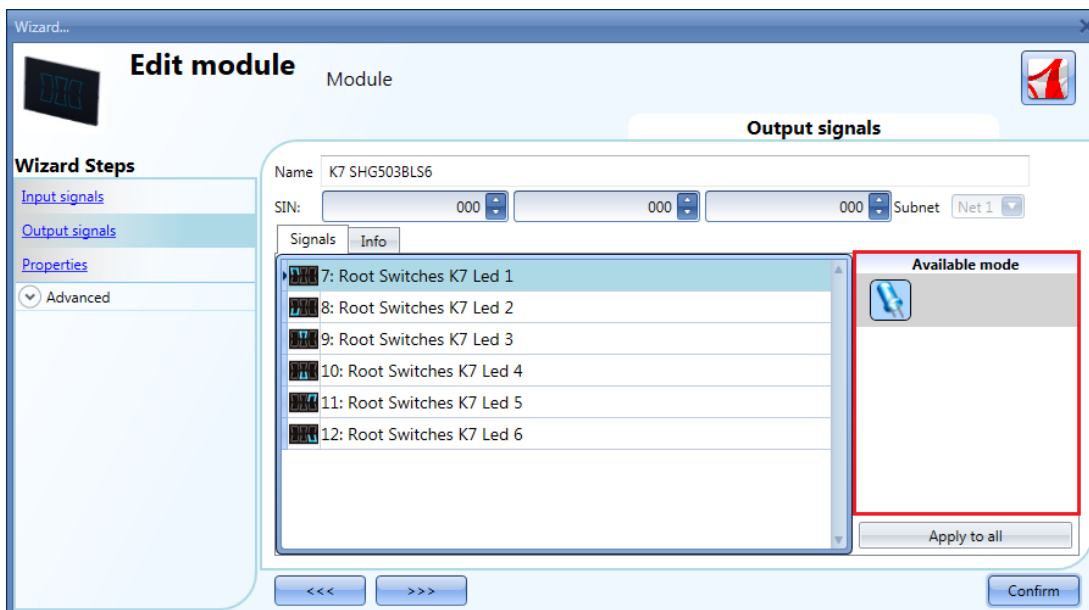 Wizard...
Edit module
Module
Output signals
Wizard Steps
Input signals
Output signals
Properties
Advanced
Name K7 SHG503BLS6
SIN: 000 000 000 Subnet Net 1
Signals Info
7: Root Switches K7 Led 1
8: Root Switches K7 Led 2
9: Root Switches K7 Led 3
10: Root Switches K7 Led 4
11: Root Switches K7 Led 5
12: Root Switches K7 Led 6
Available mode
Apply to all
<<< >>> Confirm